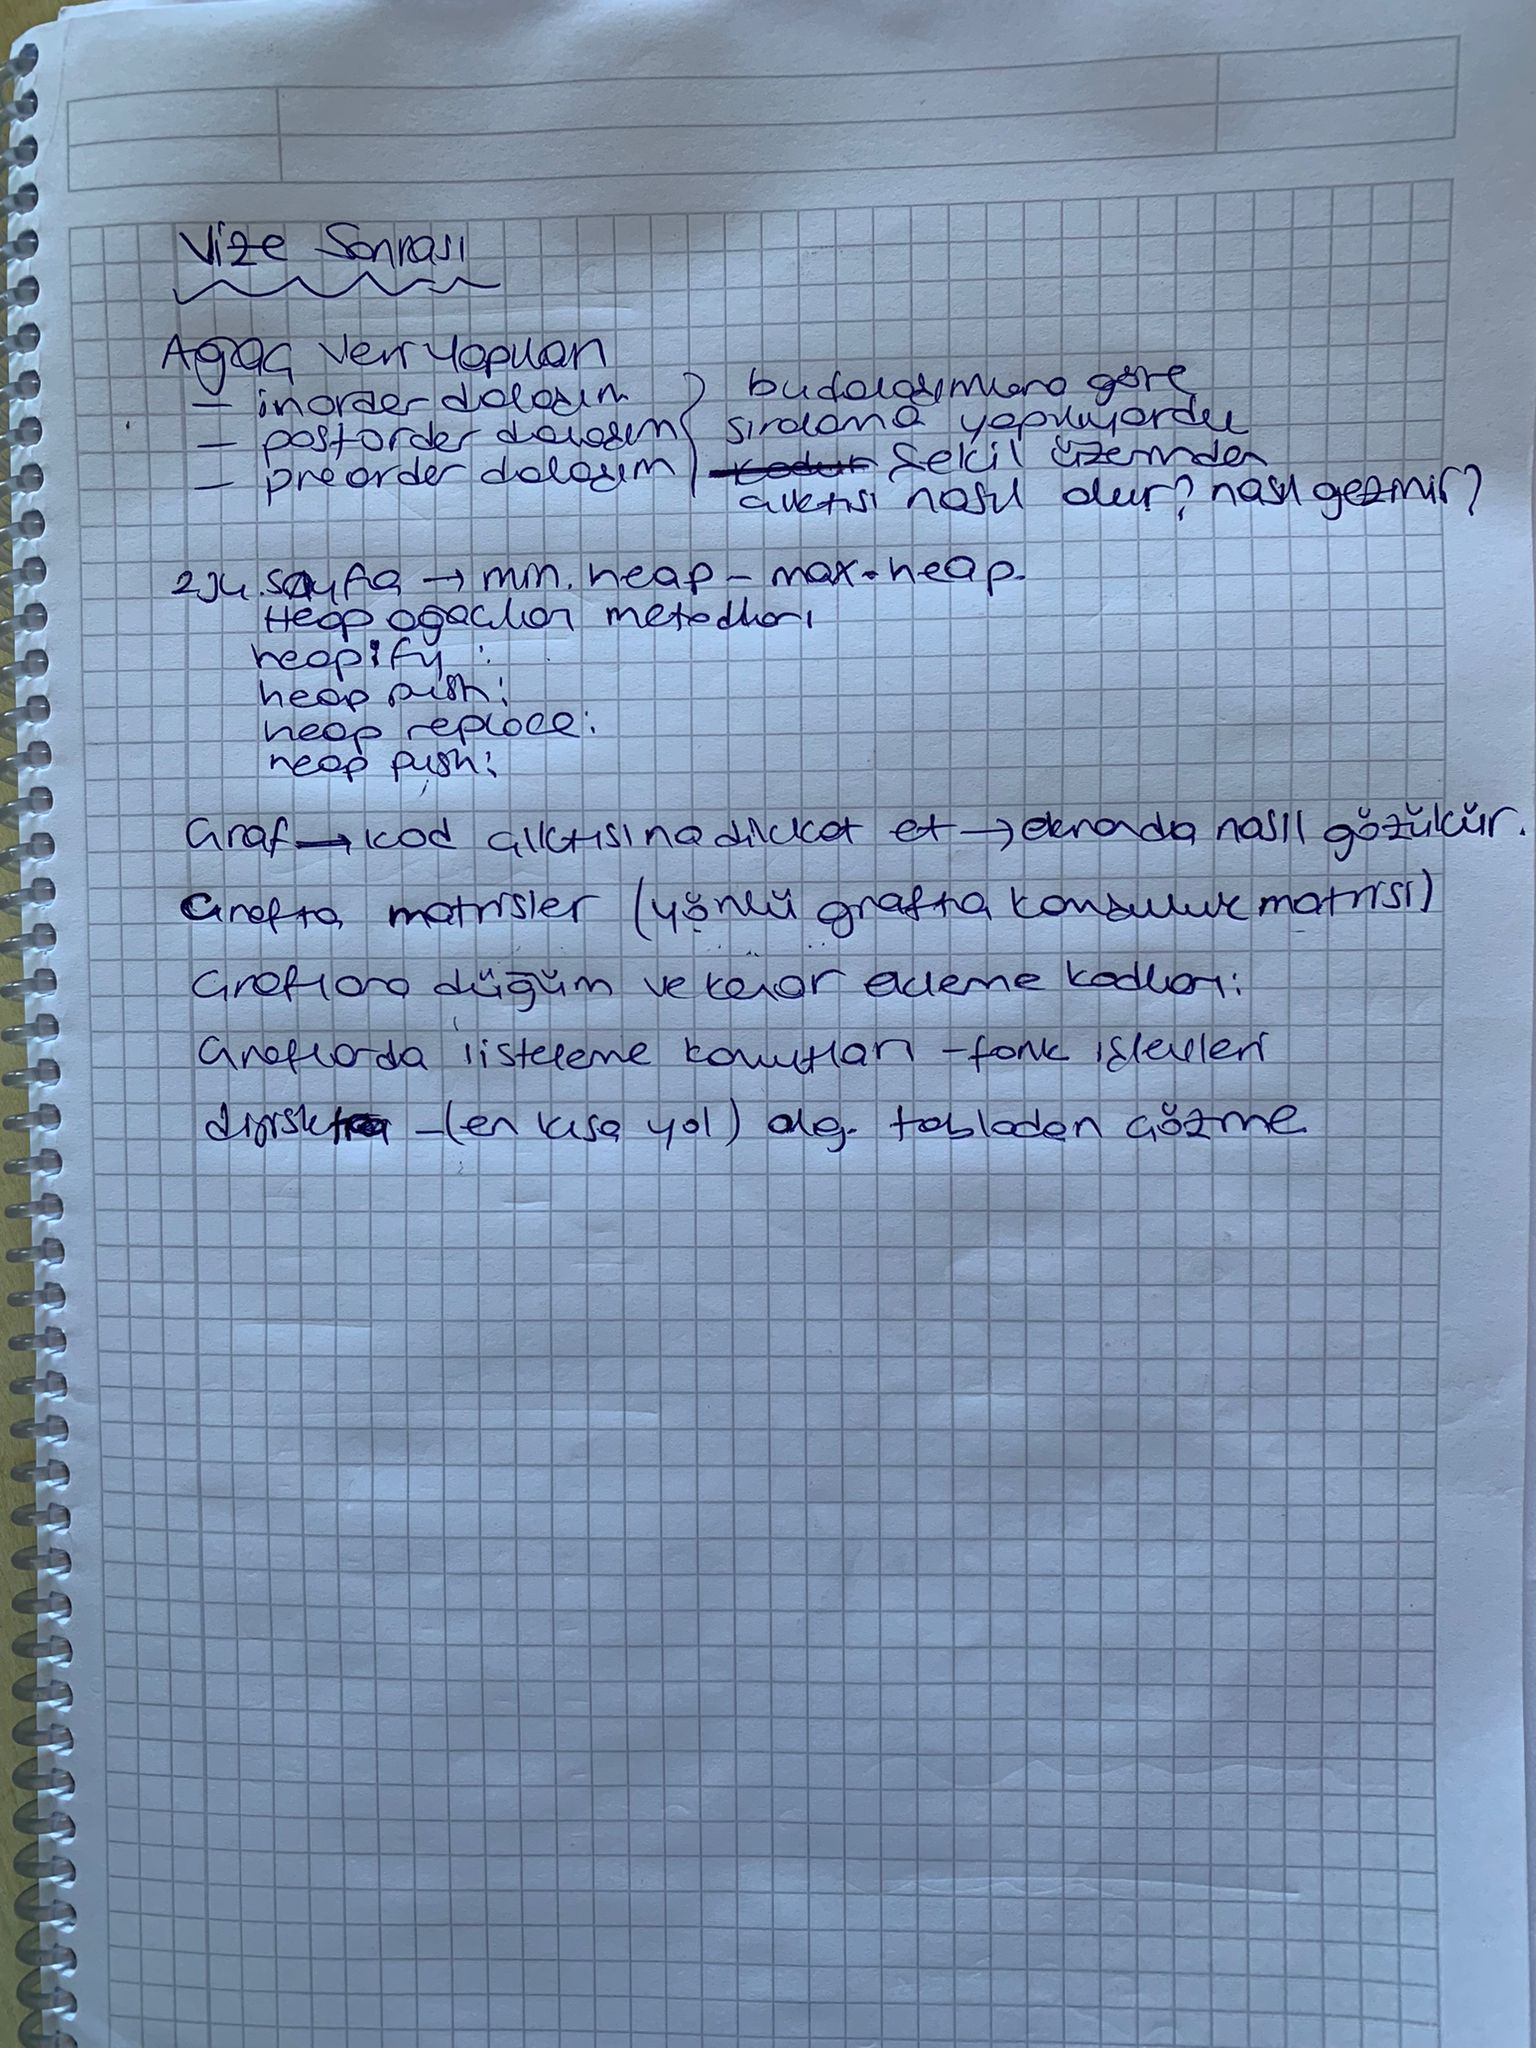 Vize Sonrası
Ağaç Veri Yapıları
- inorder dolaşım
- postorder dolaşım
- preorder dolaşım
bu dolaşımlara göre
sıralama yapılıyordu
Şekil üzerinden
çıktısı nasıl olur? nasıl gezinir?
234. sayfa → min. heap - max. heap.
Heap ağaçları metodları
heapify :
heap push:
heap replace:
heap push:
Graf → kod çıktısına dikkat et → ekranda nasıl gözükür.
Grafta matrisler (yönlü grafta komşuluk matrisi)
Graflara düğüm ve kenar ekleme kodları:
Graflarda listeleme komutları - fonk işlevleri
- (en kısa yol) alg. tablodan çözme